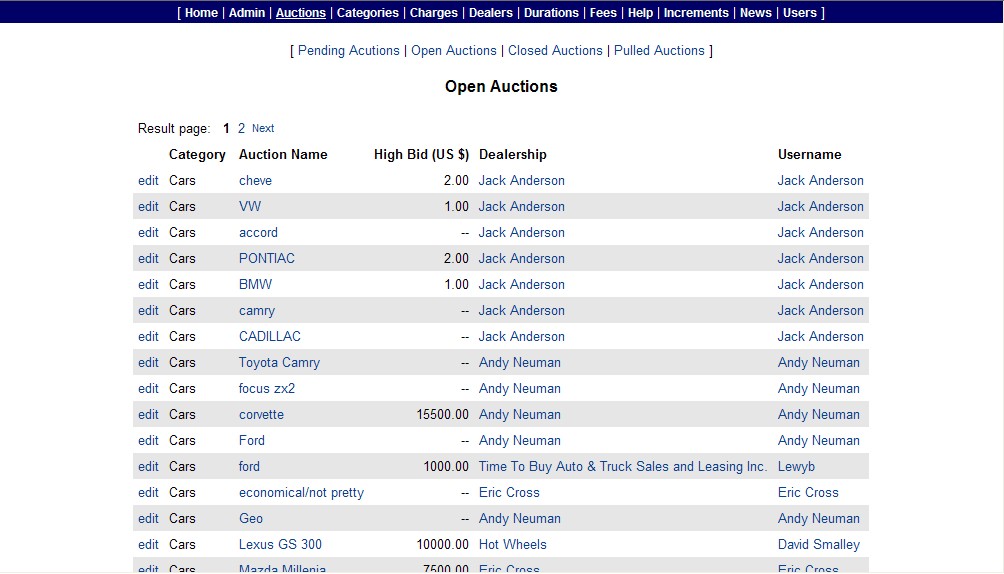 [ Home | Admin | Auctions | Categories | Charges | Dealers | Durations | Fees | Help | Increments | News | Users ]
[ Pending Acutions | Open Auctions | Closed Auctions | Pulled Auctions ]
Open Auctions
Result page: 1 2 Next
Category Auction Name High Bid (US $) Dealership Username
edit Cars cheve 2.00 Jack Anderson Jack Anderson
edit Cars VW 1.00 Jack Anderson Jack Anderson
edit Cars accord -- Jack Anderson Jack Anderson
edit Cars PONTIAC 2.00 Jack Anderson Jack Anderson
edit Cars BMW 1.00 Jack Anderson Jack Anderson
edit Cars camry -- Jack Anderson Jack Anderson
edit Cars CADILLAC -- Jack Anderson Jack Anderson
edit Cars Toyota Camry -- Andy Neuman Andy Neuman
edit Cars focus zx2 -- Andy Neuman Andy Neuman
edit Cars corvette 15500.00 Andy Neuman Andy Neuman
edit Cars Ford -- Andy Neuman Andy Neuman
edit Cars ford 1000.00 Time To Buy Auto & Truck Sales and Leasing Inc. Lewyb
edit Cars economical/not pretty -- Eric Cross Eric Cross
edit Cars Geo -- Andy Neuman Andy Neuman
edit Cars Lexus GS 300 10000.00 Hot Wheels David Smalley
edit Cars Mazda Millenia 7500.00 Eric Cross Eric Cross